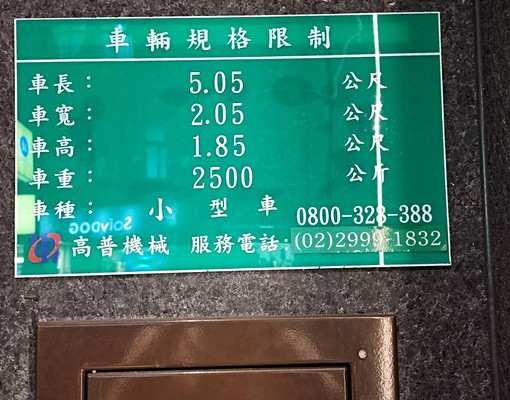 車輛規格限制
車長： 5.05 公尺
車寬： 2.05 公尺
車高： 1.85 公尺
車重： 2500 公斤
車種： 小型車 0800-328-388
高普機械 服務電話:(02)2999-1832
SolvDOG